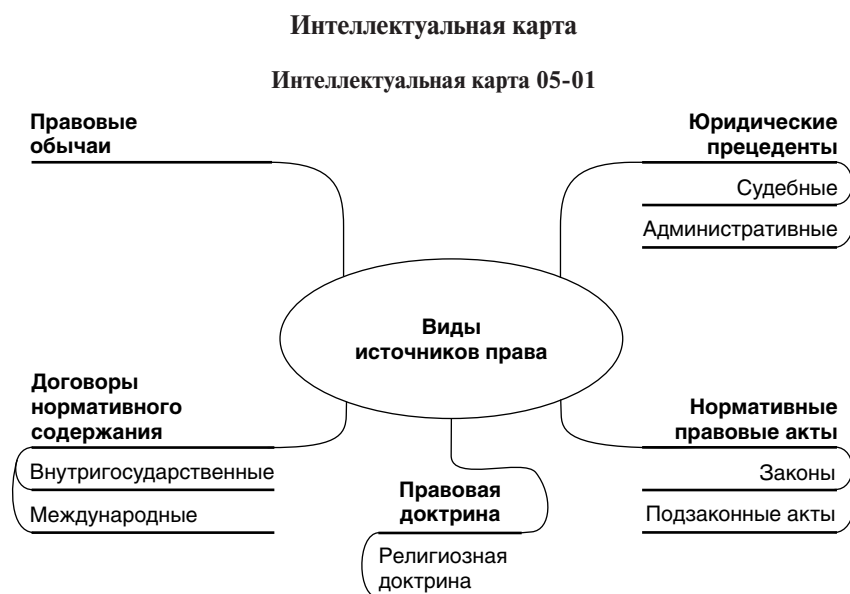 Интеллектуальная карта
Интеллектуальная карта 05-01
Правовые
обычаи
Юридические
прецеденты
Судебные
Административные
Виды
источников права
Договоры
нормативного
содержания
Внутригосударственные
Международные
Правовая
доктрина
Религиозная
доктрина
Нормативные
правовые акты
Законы
Подзаконные акты